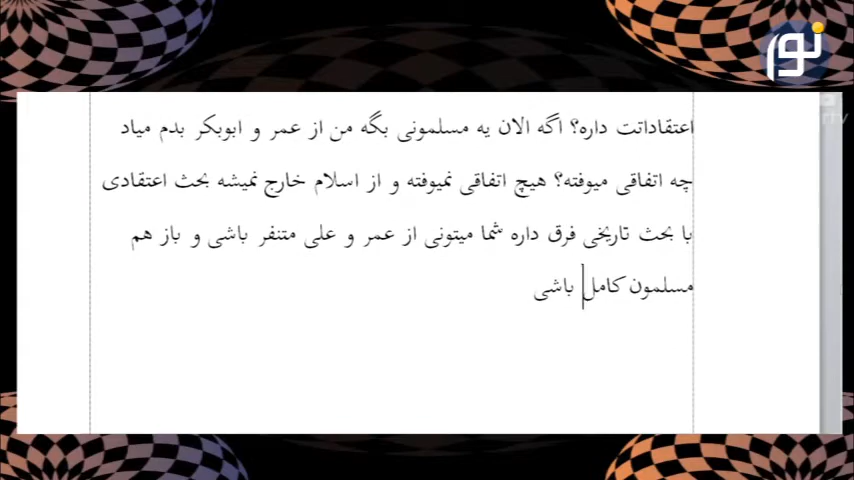 نور
اعتقاداتت داره؟ اگه الان یه مسلمونی بگه من از عمر و ابوبکر بدم میاد
چه اتفاقی میوفته؟ هیچ اتفاقی نمیوفته و از اسلام خارج نمیشه بحث اعتقادی
با بحث تاریخی فرق داره شما میتونی از عمر و علی متنفر باشی و باز هم
مسلمون کامل باشی